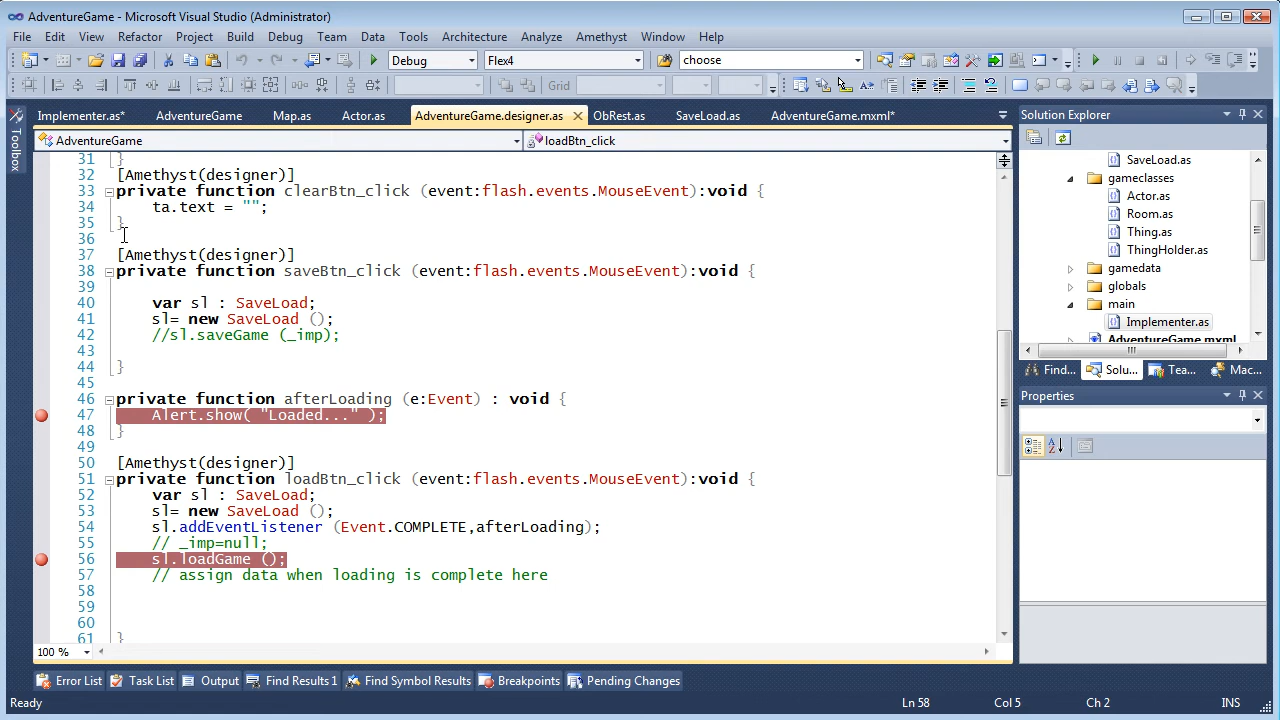 AdventureGame - Microsoft Visual Studio (Administrator)
File Edit View Refactor Project Build Debug Team Data Tools Architecture Analyze Amethyst Window Help
Debug Flex4 choose
Grid
Implementer.as* AdventureGame Map.as Actor.as AdventureGame.designer.as ObRest.as SaveLoad.as AdventureGame.mxml*
Toolbox
AdventureGame loadBtn_click
31 }
32 [Amethyst(designer)]
33 private function clearBtn_click (event:flash.events.MouseEvent):void {
34 ta.text = "";
35 }
36
37 [Amethyst(designer)]
38 private function saveBtn_click (event:flash.events.MouseEvent):void {
39
40 var sl : SaveLoad;
41 sl= new SaveLoad ();
42 //sl.saveGame (_imp);
43
44 }
45
46 private function afterLoading (e:Event) : void {
47 Alert.show( "Loaded..." );
48 }
49
50 [Amethyst(designer)]
51 private function loadBtn_click (event:flash.events.MouseEvent):void {
52 var sl : SaveLoad;
53 sl= new SaveLoad ();
54 sl.addEventListener (Event.COMPLETE,afterLoading);
55 // _imp=null;
56 sl.loadGame ();
57 // assign data when loading is complete here
58
59
60
61 }
100 %
Solution Explorer
SaveLoad.as
gameclasses
Actor.as
Room.as
Thing.as
ThingHolder.as
gamedata
globals
main
Implementer.as
AdventureGame.mxml
Find... Solu... Tea... Mac...
Properties
Error List Task List Output Find Results 1 Find Symbol Results Breakpoints Pending Changes
Ready Ln 58 Col 5 Ch 2 INS